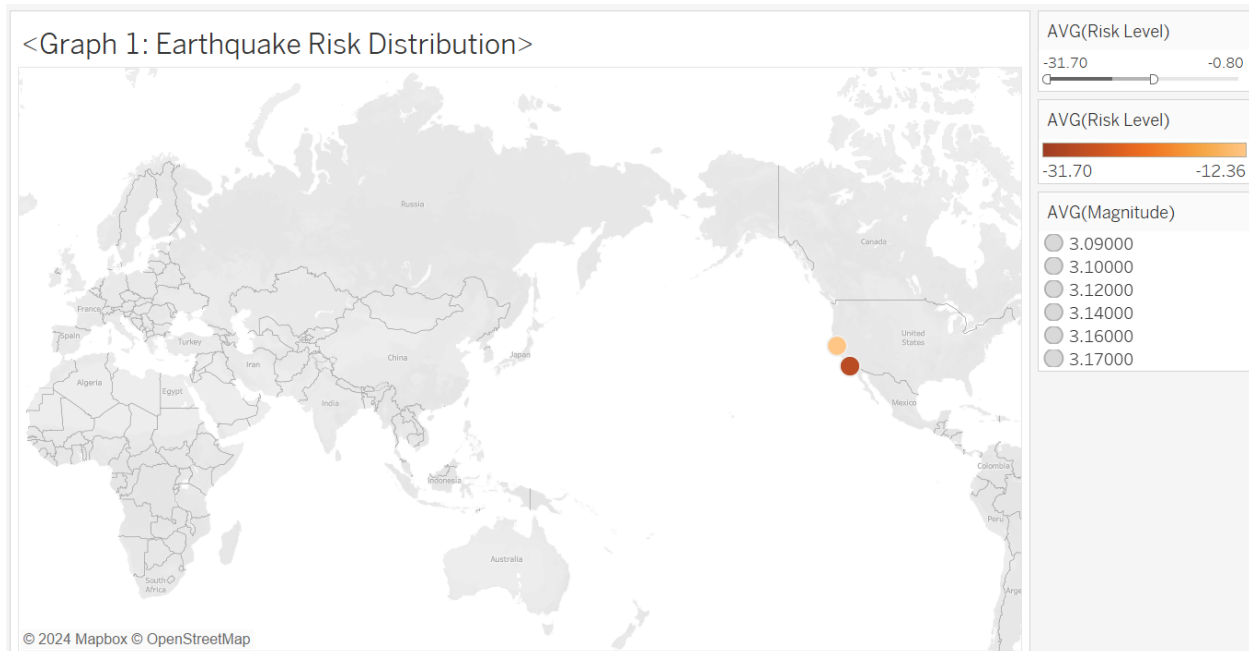 <Graph 1: Earthquake Risk Distribution>
Russia
Canada
France
Spain
Turkey
United
States
Iran
China
Japan
Algeria
Egypt
India
Mexico
Indonesia
Colombia
Peru
Australia
South
Africa
Arge
© 2024 Mapbox © OpenStreetMap
AVG(Risk Level)
-31.70 -0.80
AVG(Risk Level)
-31.70 -12.36
AVG(Magnitude)
3.09000
3.10000
3.12000
3.14000
3.16000
3.17000